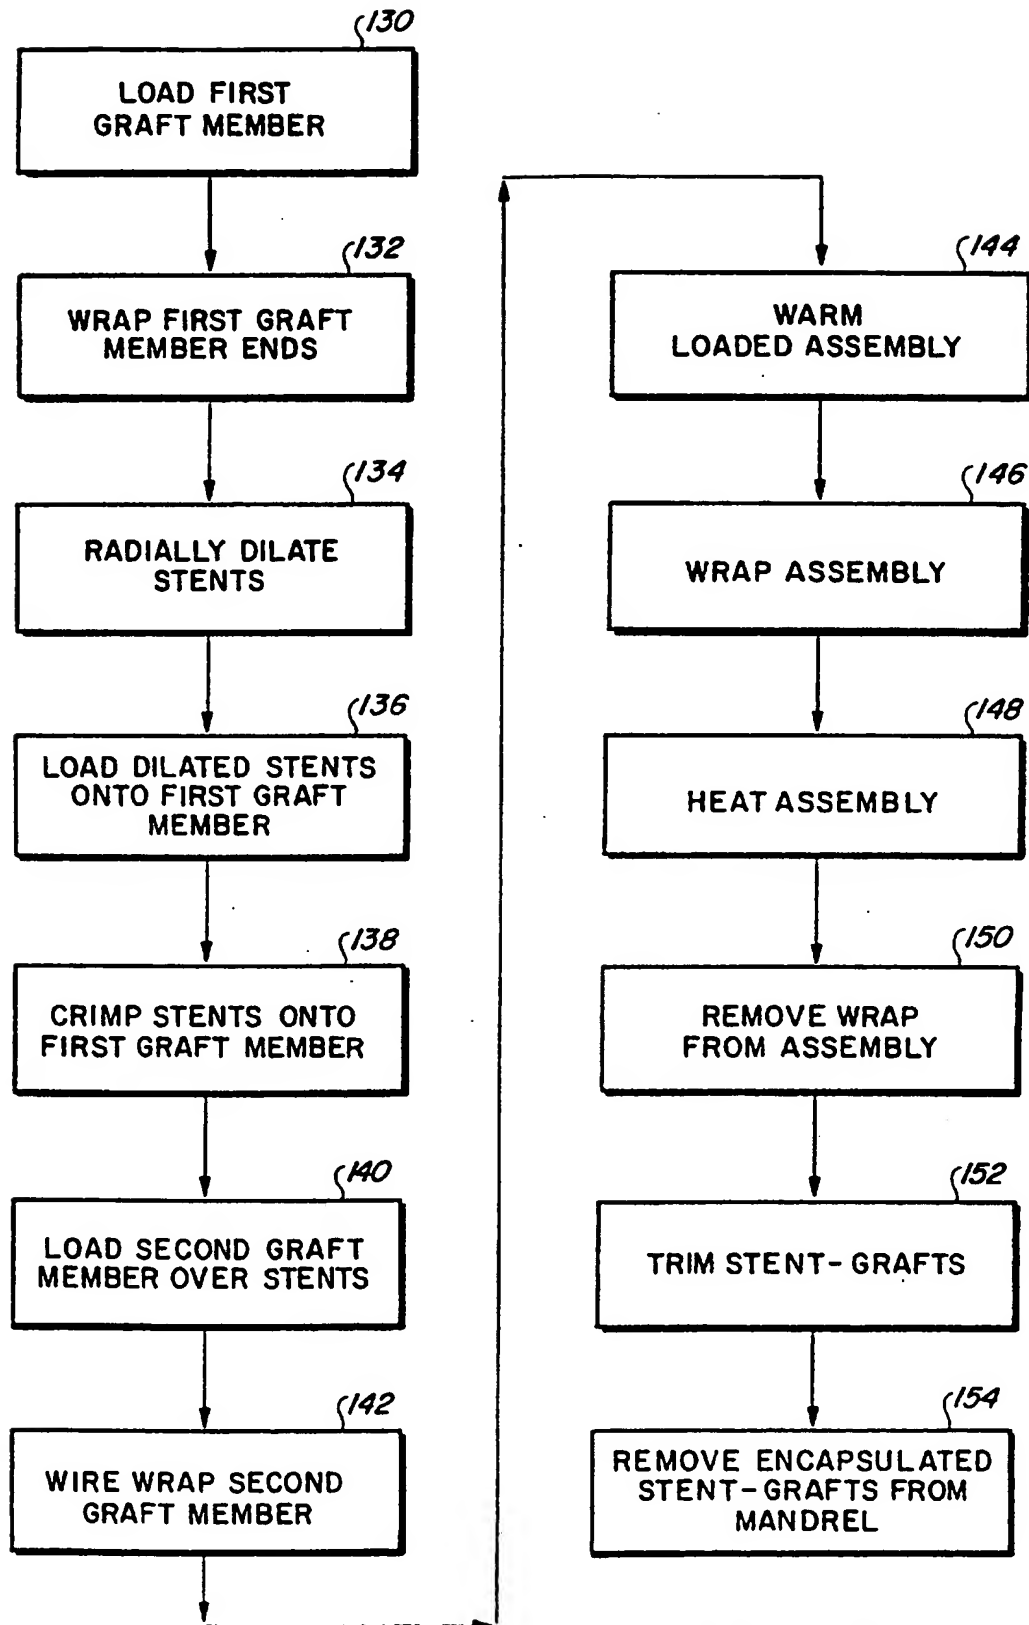 130
LOAD FIRST
GRAFT MEMBER
132
WRAP FIRST GRAFT
MEMBER ENDS
134
RADIALLY DILATE
STENTS
136
LOAD DILATED STENTS
ONTO FIRST GRAFT
MEMBER
138
CRIMP STENTS ONTO
FIRST GRAFT MEMBER
140
LOAD SECOND GRAFT
MEMBER OVER STENTS
142
WIRE WRAP SECOND
GRAFT MEMBER
144
WARM
LOADED ASSEMBLY
146
WRAP ASSEMBLY
148
HEAT ASSEMBLY
150
REMOVE WRAP
FROM ASSEMBLY
152
TRIM STENT-GRAFTS
154
REMOVE ENCAPSULATED
STENT-GRAFTS FROM
MANDREL